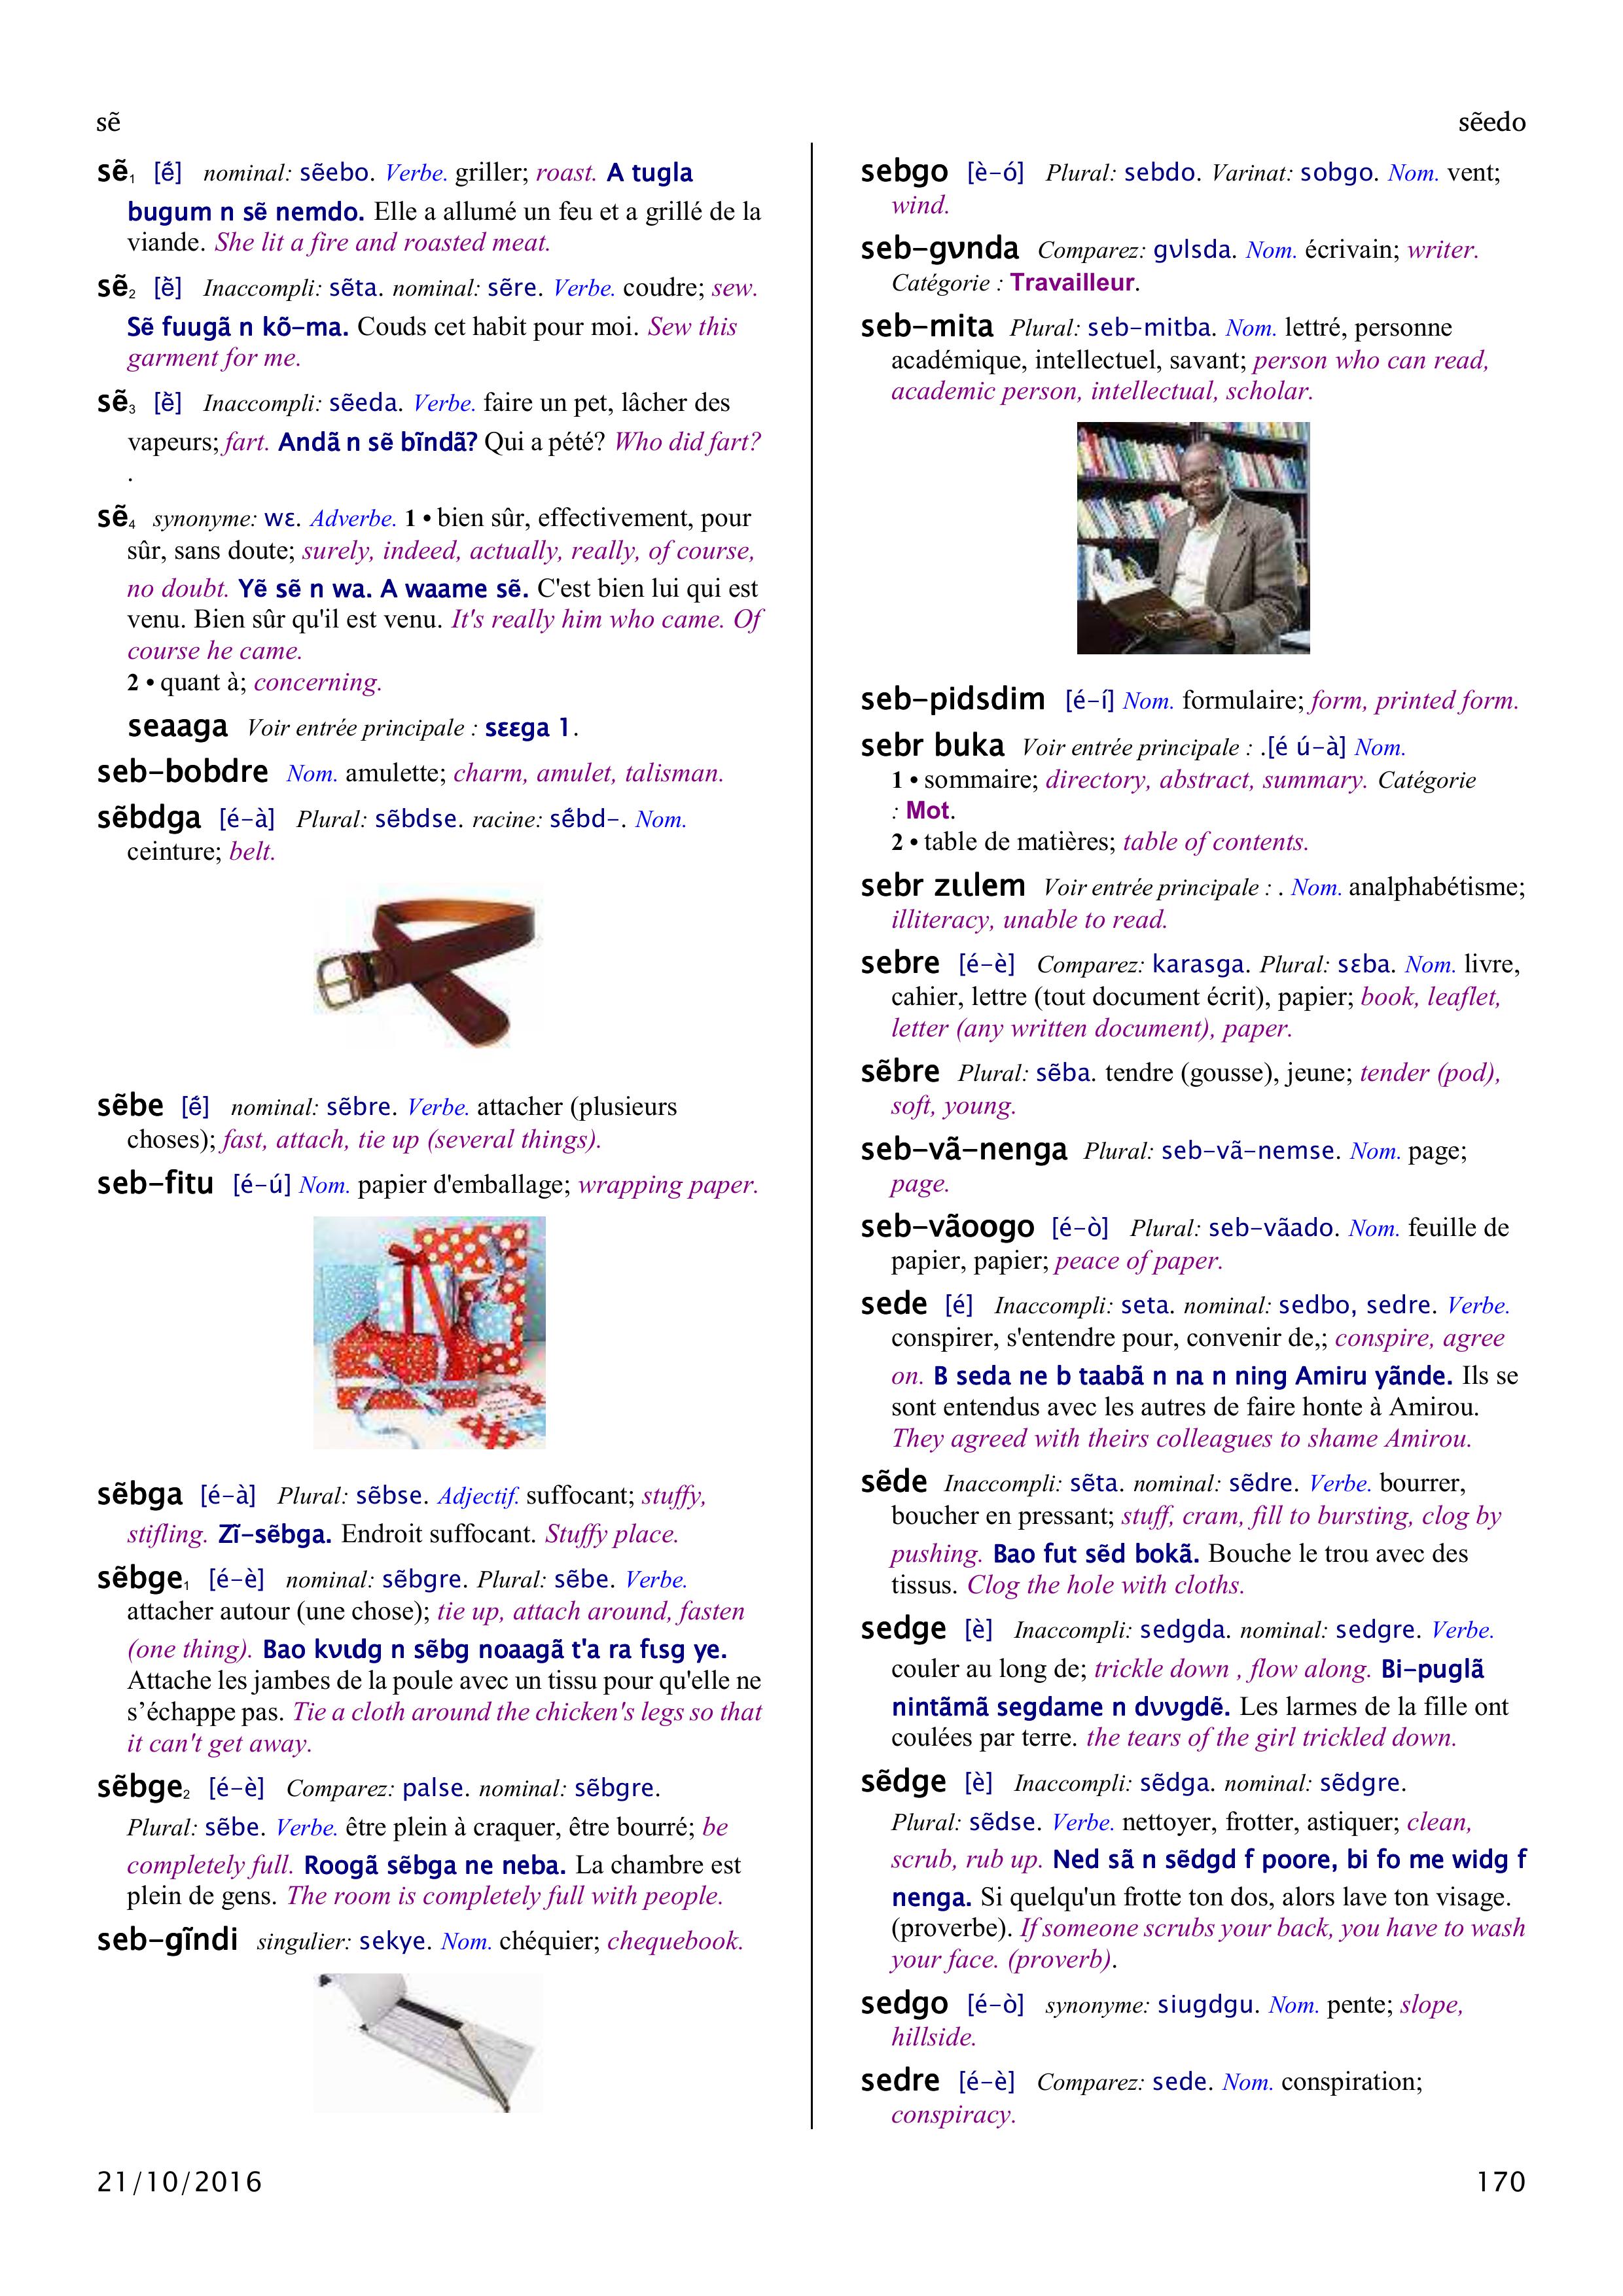 sẽ
sẽedo
sẽ₁ [ẽ́] nominal: sẽebo. Verbe. griller; roast. A tugla
bugum n sẽ nemdo. Elle a allumé un feu et a grillé de la
viande. She lit a fire and roasted meat.
sẽ₂ [ẽ̀] Inaccompli: sẽta. nominal: sẽre. Verbe. coudre; sew.
Sẽ fuugã n kõ-ma. Couds cet habit pour moi. Sew this
garment for me.
sẽ₃ [ẽ̀] Inaccompli: sẽeda. Verbe. faire un pet, lâcher des
vapeurs; fart. Andã n sẽ bĩndã? Qui a pété? Who did fart?
.
sẽ₄ synonyme: wɛ. Adverbe. 1 • bien sûr, effectivement, pour
sûr, sans doute; surely, indeed, actually, really, of course,
no doubt. Yẽ sẽ n wa. A waame sẽ. C'est bien lui qui est
venu. Bien sûr qu'il est venu. It's really him who came. Of
course he came.
2 • quant à; concerning.
seaaga Voir entrée principale : sɛɛga 1.
seb-bobdre Nom. amulette; charm, amulet, talisman.
sẽbdga [é-à] Plural: sẽbdse. racine: sẽ́bd-. Nom.
ceinture; belt.
sẽbe [ẽ́] nominal: sẽbre. Verbe. attacher (plusieurs
choses); fast, attach, tie up (several things).
seb-fitu [é-ú] Nom. papier d'emballage; wrapping paper.
sẽbga [é-à] Plural: sẽbse. Adjectif. suffocant; stuffy,
stifling. Zĩ-sẽbga. Endroit suffocant. Stuffy place.
sẽbge₁ [é-è] nominal: sẽbgre. Plural: sẽbe. Verbe.
attacher autour (une chose); tie up, attach around, fasten
(one thing). Bao kʋɩdg n sẽbg noaagã t'a ra fɩsg ye.
Attache les jambes de la poule avec un tissu pour qu'elle ne
s’échappe pas. Tie a cloth around the chicken's legs so that
it can't get away.
sẽbge₂ [é-è] Comparez: palse. nominal: sẽbgre.
Plural: sẽbe. Verbe. être plein à craquer, être bourré; be
completely full. Roogã sẽbga ne neba. La chambre est
plein de gens. The room is completely full with people.
seb-gĩndi singulier: sekye. Nom. chéquier; chequebook.
sebgo [è-ó] Plural: sebdo. Varinat: sobgo. Nom. vent;
wind.
seb-gʋnda Comparez: gʋlsda. Nom. écrivain; writer.
Catégorie : Travailleur.
seb-mita Plural: seb-mitba. Nom. lettré, personne
académique, intellectuel, savant; person who can read,
academic person, intellectual, scholar.
seb-pidsdim [é-í] Nom. formulaire; form, printed form.
sebr buka Voir entrée principale : .[é ú-à] Nom.
1 • sommaire; directory, abstract, summary. Catégorie
: Mot.
2 • table de matières; table of contents.
sebr zɩɩlem Voir entrée principale : . Nom. analphabétisme;
illiteracy, unable to read.
sebre [é-è] Comparez: karasga. Plural: sɛba. Nom. livre,
cahier, lettre (tout document écrit), papier; book, leaflet,
letter (any written document), paper.
sẽbre Plural: sẽba. tendre (gousse), jeune; tender (pod),
soft, young.
seb-vã-nenga Plural: seb-vã-nemse. Nom. page;
page.
seb-vãoogo [é-ò] Plural: seb-vãado. Nom. feuille de
papier, papier; peace of paper.
sede [é] Inaccompli: seta. nominal: sedbo, sedre. Verbe.
conspirer, s'entendre pour, convenir de,; conspire, agree
on. B seda ne b taabã n na n ning Amiru yãnde. Ils se
sont entendus avec les autres de faire honte à Amirou.
They agreed with theirs colleagues to shame Amirou.
sẽde Inaccompli: sẽta. nominal: sẽdre. Verbe. bourrer,
boucher en pressant; stuff, cram, fill to bursting, clog by
pushing. Bao fut sẽd bokã. Bouche le trou avec des
tissus. Clog the hole with cloths.
sedge [è] Inaccompli: sedgda. nominal: sedgre. Verbe.
couler au long de; trickle down , flow along. Bi-puglã
nintãmã segdame n dʋʋgdẽ. Les larmes de la fille ont
coulées par terre. the tears of the girl trickled down.
sẽdge [è] Inaccompli: sẽdga. nominal: sẽdgre.
Plural: sẽdse. Verbe. nettoyer, frotter, astiquer; clean,
scrub, rub up. Ned sã n sẽdgd f poore, bi fo me widg f
nenga. Si quelqu'un frotte ton dos, alors lave ton visage.
(proverbe). If someone scrubs your back, you have to wash
your face. (proverb).
sedgo [é-ò] synonyme: siugdgu. Nom. pente; slope,
hillside.
sedre [é-è] Comparez: sede. Nom. conspiration;
conspiracy.
21/10/2016
170